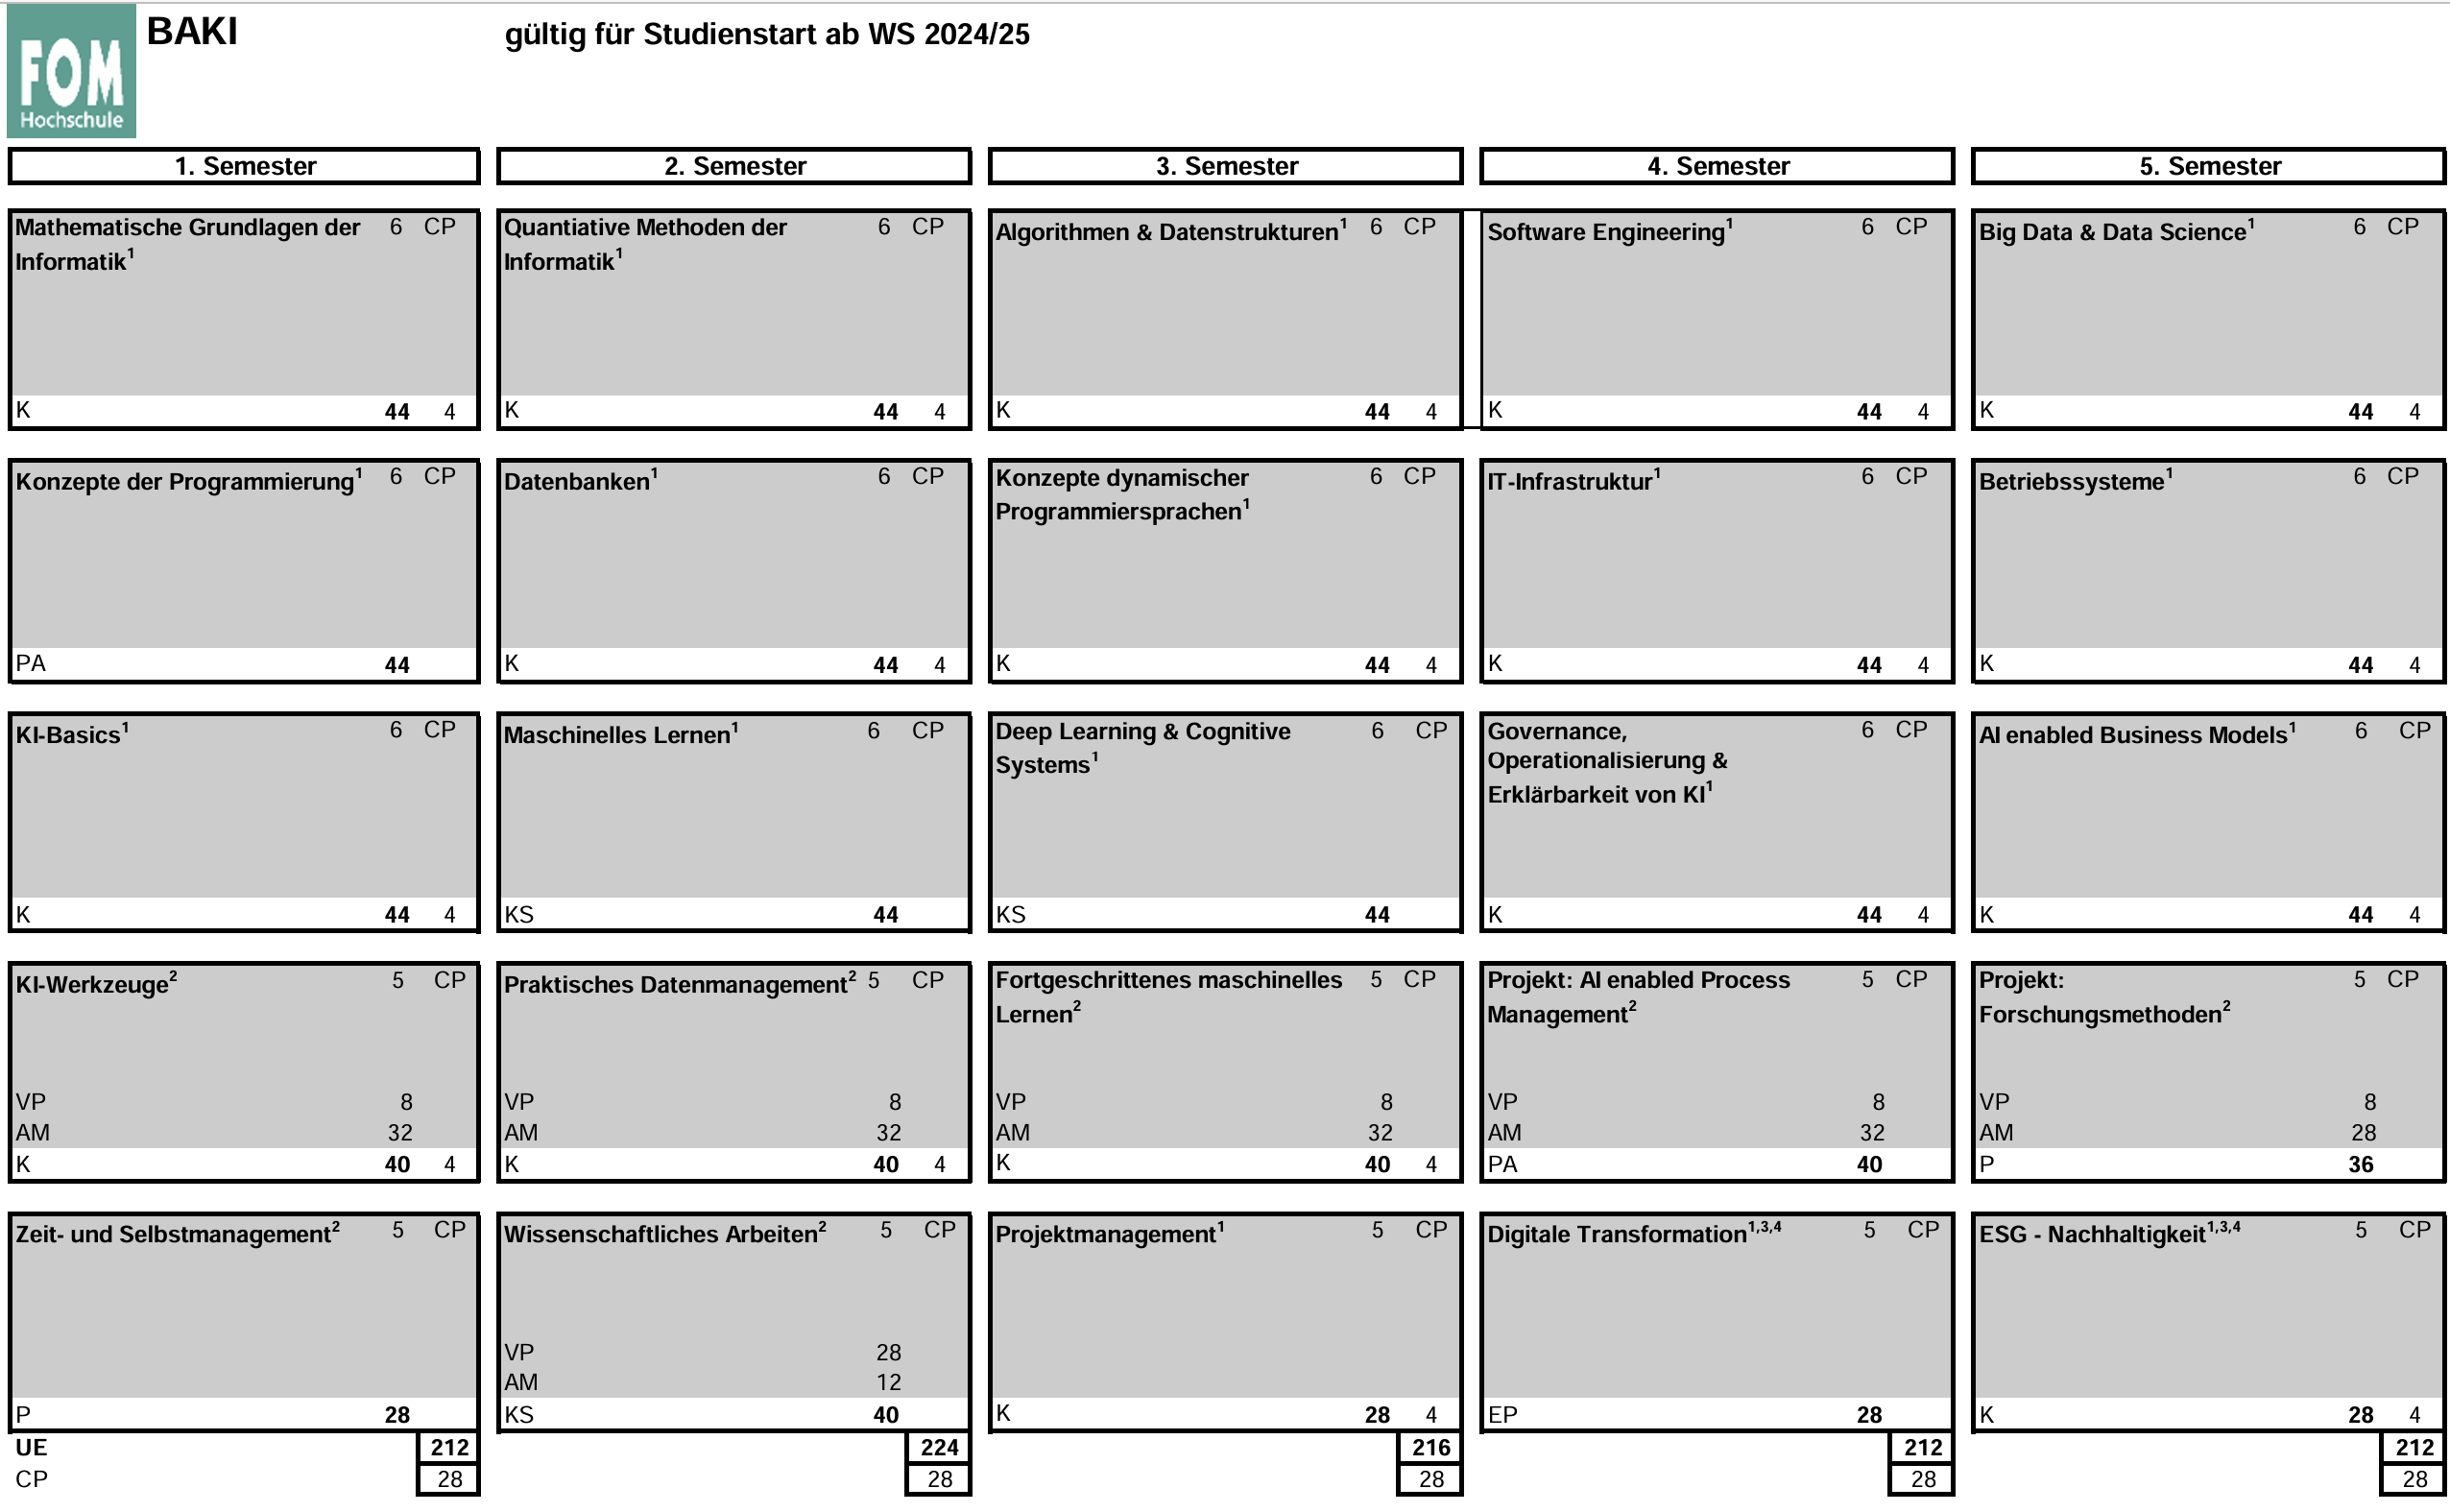 FOM
Hochschule
BAKI gültig für Studienstart ab WS 2024/25
1. Semester 2. Semester 3. Semester 4. Semester 5. Semester
Mathematische Grundlagen der 6 CP
Informatik¹
K 44 4
Quantiative Methoden der 6 CP
Informatik¹
K 44 4
Algorithmen & Datenstrukturen¹ 6 CP
K 44 4
Software Engineering¹ 6 CP
K 44 4
Big Data & Data Science¹ 6 CP
K 44 4
Konzepte der Programmierung¹ 6 CP
PA 44
Datenbanken¹ 6 CP
K 44 4
Konzepte dynamischer 6 CP
Programmiersprachen¹
K 44 4
IT-Infrastruktur¹ 6 CP
K 44 4
Betriebssysteme¹ 6 CP
K 44 4
KI-Basics¹ 6 CP
K 44 4
Maschinelles Lernen¹ 6 CP
KS 44
Deep Learning & Cognitive 6 CP
Systems¹
KS 44
Governance, 6 CP
Operationalisierung &
Erklärbarkeit von KI¹
K 44 4
AI enabled Business Models¹ 6 CP
K 44 4
KI-Werkzeuge² 5 CP
VP 8
AM 32
K 40 4
Praktisches Datenmanagement² 5 CP
VP 8
AM 32
K 40 4
Fortgeschrittenes maschinelles 5 CP
Lernen²
VP 8
AM 32
K 40 4
Projekt: AI enabled Process 5 CP
Management²
VP 8
AM 32
PA 40
Projekt: 5 CP
Forschungsmethoden²
VP 8
AM 28
P 36
Zeit- und Selbstmanagement² 5 CP
P 28
Wissenschaftliches Arbeiten² 5 CP
VP 28
AM 12
KS 40
Projektmanagement¹ 5 CP
K 28 4
Digitale Transformation¹,³,⁴ 5 CP
EP 28
ESG - Nachhaltigkeit¹,³,⁴ 5 CP
K 28 4
UE 212 224 216 212 212
CP 28 28 28 28 28